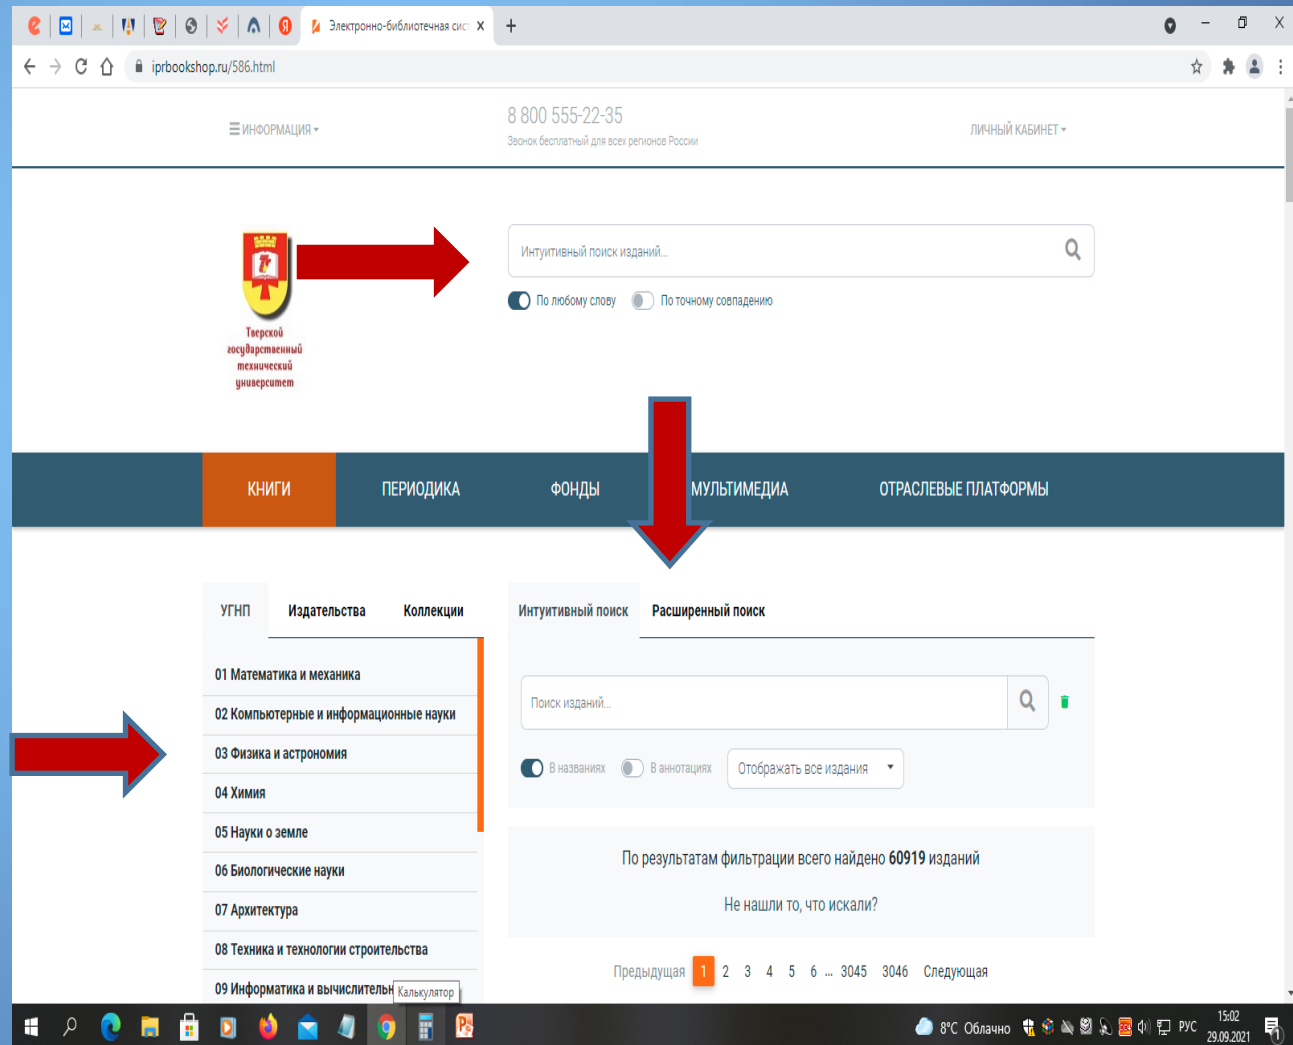 Электронно-библиотечная сист
iprbookshop.ru/586.html
ИНФОРМАЦИЯ
8 800 555-22-35
Звонок бесплатный для всех регионов России
ЛИЧНЫЙ КАБИНЕТ
Интуитивный поиск изданий...
По любому слову По точному совпадению
Тверской
государственный
технический
университет
КНИГИ ПЕРИОДИКА ФОНДЫ МУЛЬТИМЕДИА ОТРАСЛЕВЫЕ ПЛАТФОРМЫ
УГНП Издательства Коллекции
Интуитивный поиск Расширенный поиск
01 Математика и механика
02 Компьютерные и информационные науки
03 Физика и астрономия
04 Химия
05 Науки о земле
06 Биологические науки
07 Архитектура
08 Техника и технологии строительства
09 Информатика и вычислительн
Калькулятор
Поиск изданий...
В названиях В аннотациях Отображать все издания
По результатам фильтрации всего найдено 60919 изданий
Не нашли то, что искали?
Предыдущая 1 2 3 4 5 6 ... 3045 3046 Следующая
8°C Облачно РУС 15:02
29.09.2021